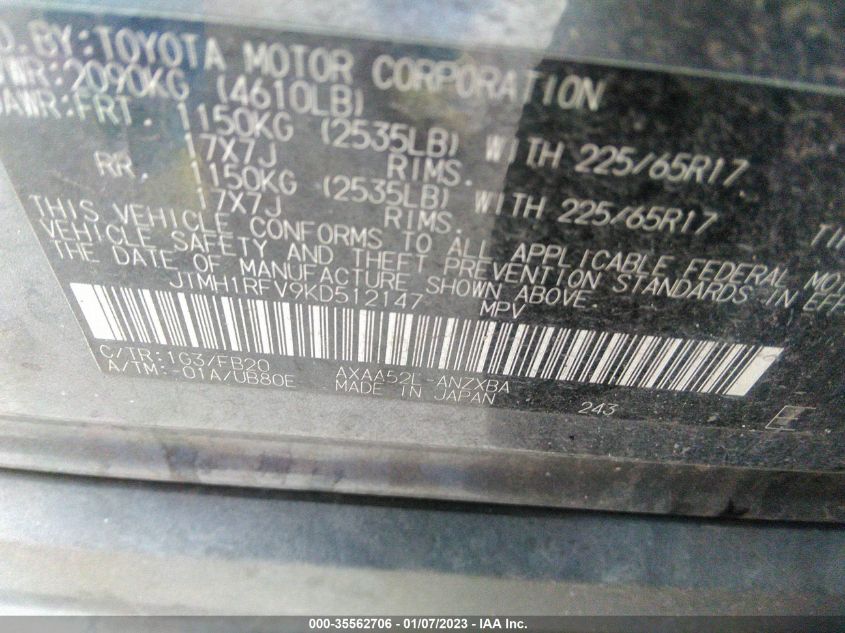 D. BY: TOYOTA MOTOR CORPORATION
WR: 2090KG (4610LB)
AWR: FRT. 1150KG (2535LB) WITH 225/65R17
17X7J RIMS.
RR. 1150KG (2535LB) WITH 225/65R17
17X7J RIMS.
THIS VEHICLE CONFORMS TO ALL APPLICABLE FEDERAL MO
VEHICLE SAFETY AND THEFT PREVENTION STANDARDS IN EFF
THE DATE OF MANUFACTURE SHOWN ABOVE.
JTMH1RFV9KD512147 MPV
C/TR: 1G3/FB20 AXAA52L-ANZXBA
A/TM: -01A/UB80E MADE IN JAPAN 243
000-35562706 - 01/07/2023 - IAA Inc.